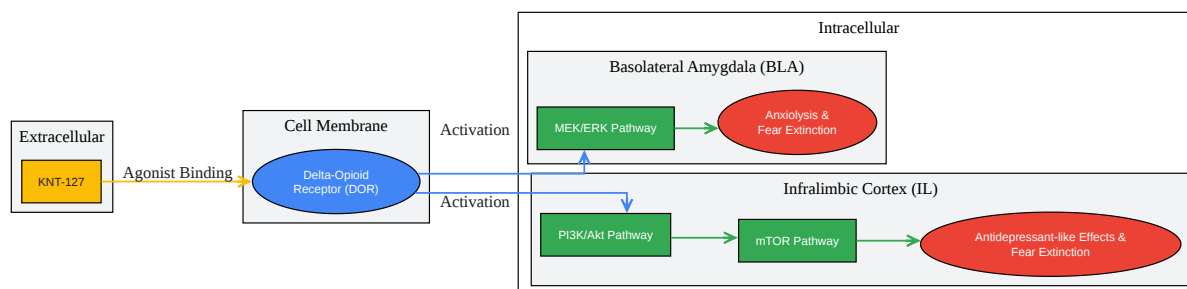 Extracellular
KNT-127
Agonist Binding
Cell Membrane
Delta-Opioid
Receptor (DOR)
Activation
Activation
Intracellular
Basolateral Amygdala (BLA)
MEK/ERK Pathway
Anxiolysis &
Fear Extinction
Infralimbic Cortex (IL)
PI3K/Akt Pathway
mTOR Pathway
Antidepressant-like Effects &
Fear Extinction